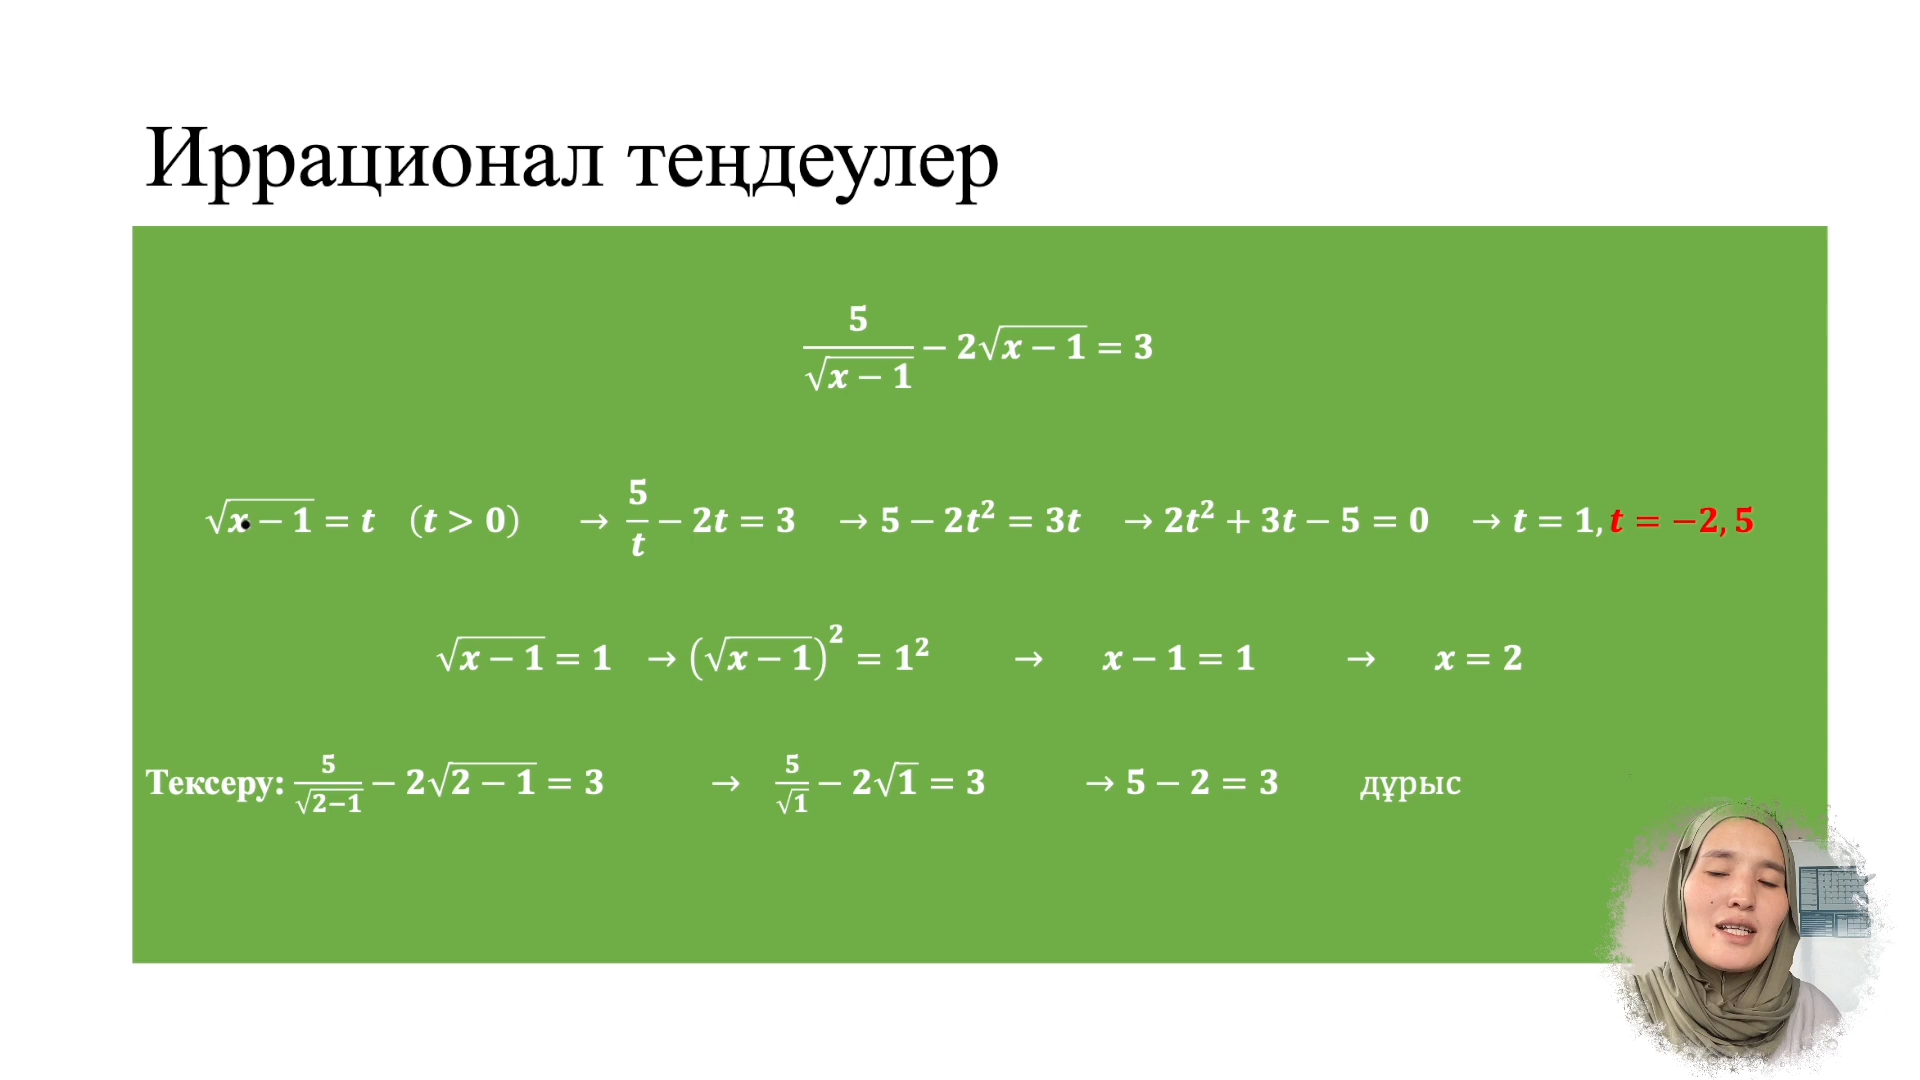 Иррационал теңдеулер
5/√(x − 1) − 2√(x − 1) = 3
√(x − 1) = t (t > 0) → 5/t − 2t = 3 → 5 − 2t² = 3t → 2t² + 3t − 5 = 0 → t = 1, t = −2, 5
√(x − 1) = 1 → (√(x − 1))² = 1² → x − 1 = 1 → x = 2
Тексеру: 5/√(2−1) − 2√(2 − 1) = 3 → 5/√1 − 2√1 = 3 → 5 − 2 = 3 дұрыс